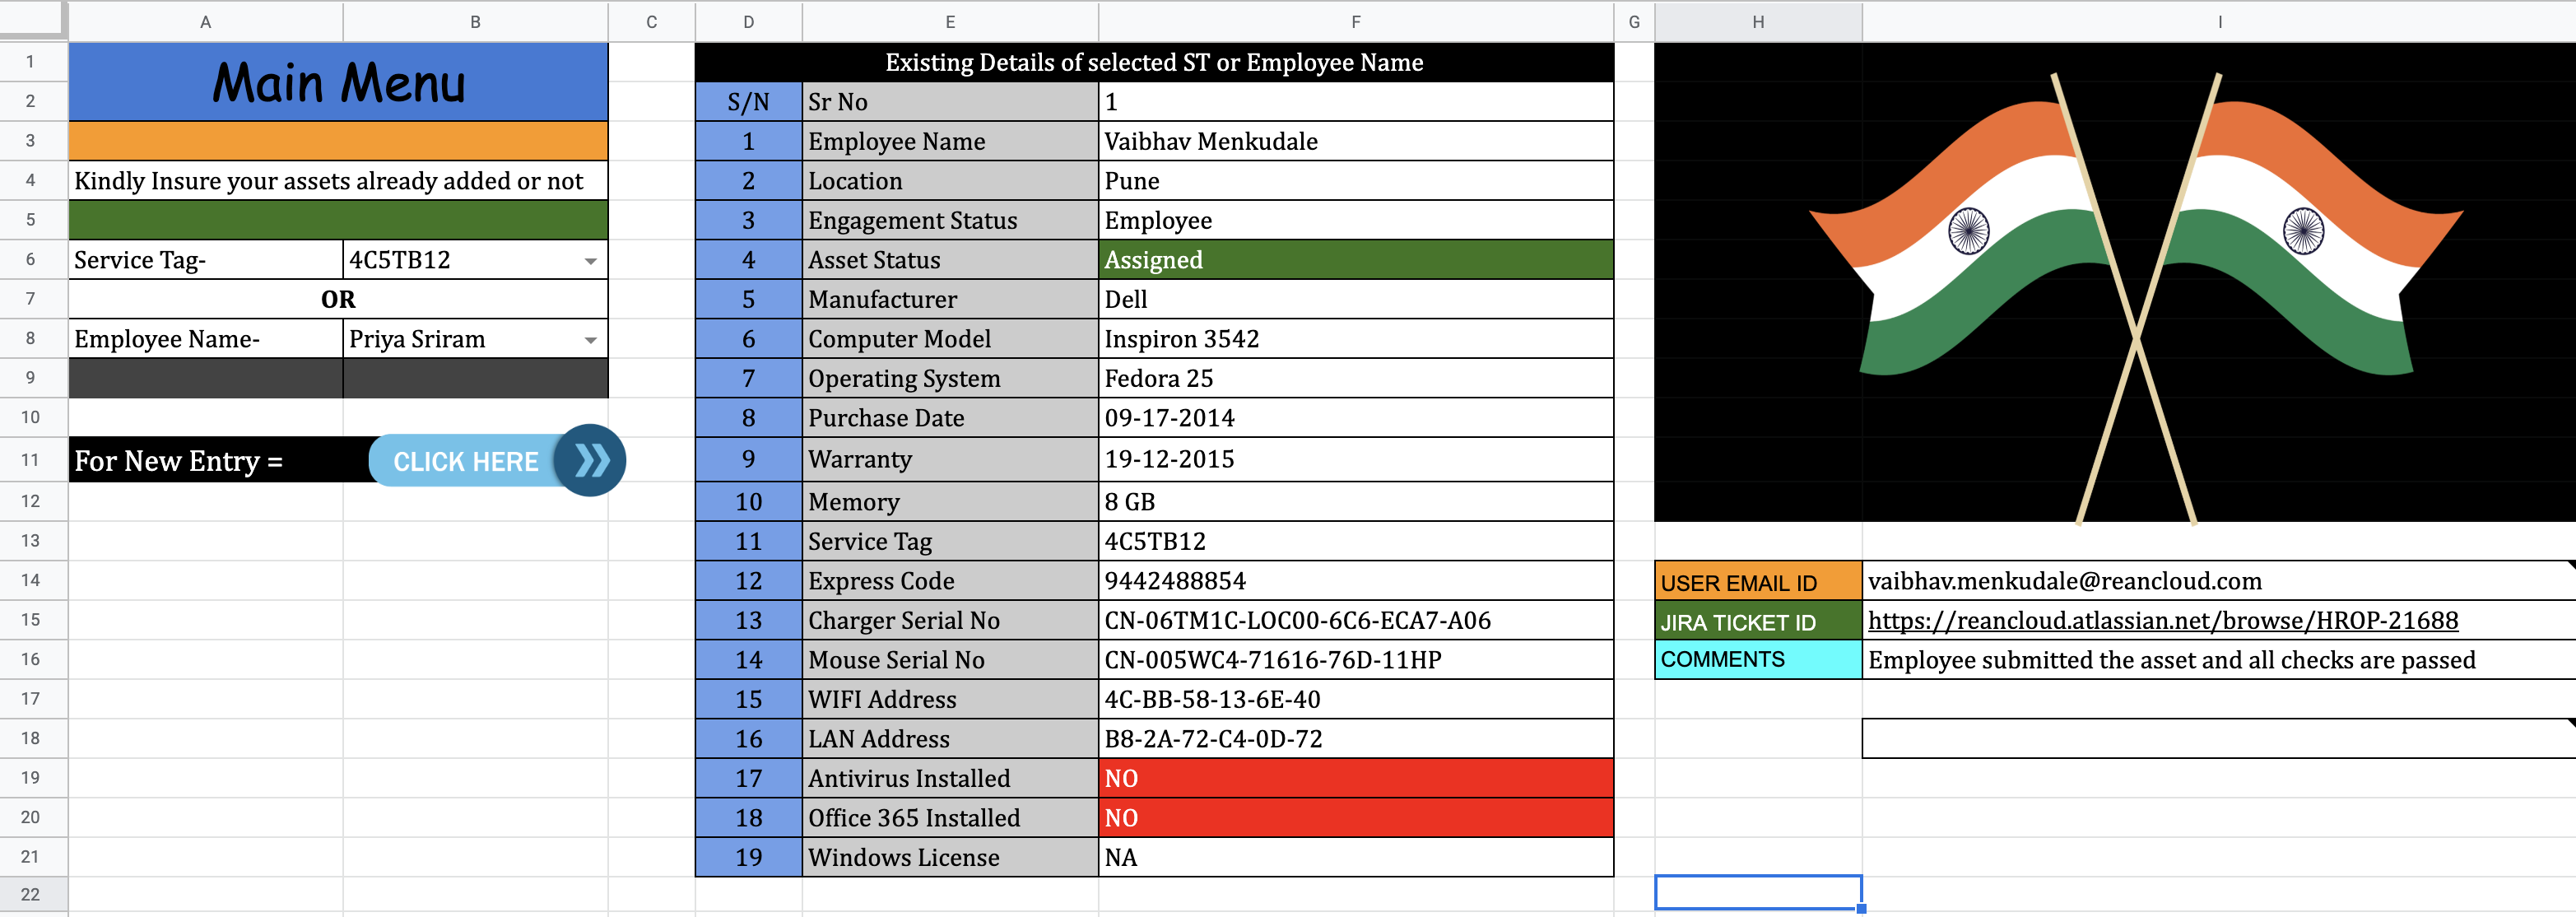 A B C D E F G H I
1 Main Menu Existing Details of selected ST or Employee Name
2 S/N Sr No 1
3 1 Employee Name Vaibhav Menkudale
4 Kindly Insure your assets already added or not 2 Location Pune
5 3 Engagement Status Employee
6 Service Tag- 4C5TB12 4 Asset Status Assigned
7 OR 5 Manufacturer Dell
8 Employee Name- Priya Sriram 6 Computer Model Inspiron 3542
9 7 Operating System Fedora 25
10 8 Purchase Date 09-17-2014
11 For New Entry = CLICK HERE 9 Warranty 19-12-2015
12 10 Memory 8 GB
13 11 Service Tag 4C5TB12
14 12 Express Code 9442488854 USER EMAIL ID vaibhav.menkudale@reancloud.com
15 13 Charger Serial No CN-06TM1C-LOC00-6C6-ECA7-A06 JIRA TICKET ID https://reancloud.atlassian.net/browse/HROP-21688
16 14 Mouse Serial No CN-005WC4-71616-76D-11HP COMMENTS Employee submitted the asset and all checks are passed
17 15 WIFI Address 4C-BB-58-13-6E-40
18 16 LAN Address B8-2A-72-C4-0D-72
19 17 Antivirus Installed NO
20 18 Office 365 Installed NO
21 19 Windows License NA
22